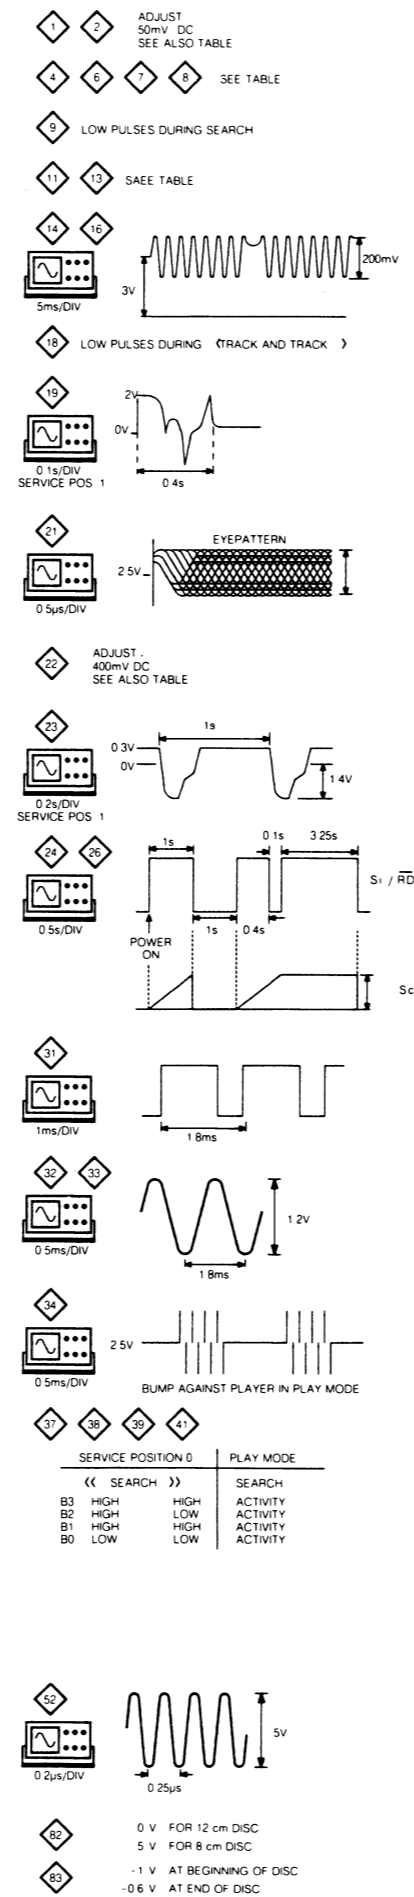 1 2 ADJUST
50mV DC
SEE ALSO TABLE
4 6 7 8 SEE TABLE
9 LOW PULSES DURING SEARCH
11 13 SAEE TABLE
14 16
200mV
3V
5ms/DIV
18 LOW PULSES DURING 《TRACK AND TRACK 》
19
2V
0V
0 1s/DIV
SERVICE POS 1
0 4s
21
EYEPATTERN
2 5V
0 5µs/DIV
22 ADJUST .
400mV DC
SEE ALSO TABLE
23
1s
0 3V
0V
1 4V
0 2s/DIV
SERVICE POS 1
24 26
1s 0 1s 3 25s
Si / RD
0 5s/DIV
1s 0 4s
POWER
ON
Sc
31
1ms/DIV
1 8ms
32 33
1 2V
0 5ms/DIV
1 8ms
34
2 5V
0 5ms/DIV
BUMP AGAINST PLAYER IN PLAY MODE
37 38 39 41
SERVICE POSITION 0 PLAY MODE
《 SEARCH 》 SEARCH
B3 HIGH HIGH ACTIVITY
B2 HIGH LOW ACTIVITY
B1 HIGH HIGH ACTIVITY
B0 LOW LOW ACTIVITY
52
5V
0 2µs/DIV
0 25µs
82 0 V FOR 12 cm DISC
5 V FOR 8 cm DISC
83 -1 V AT BEGINNING OF DISC
-0 6 V AT END OF DISC